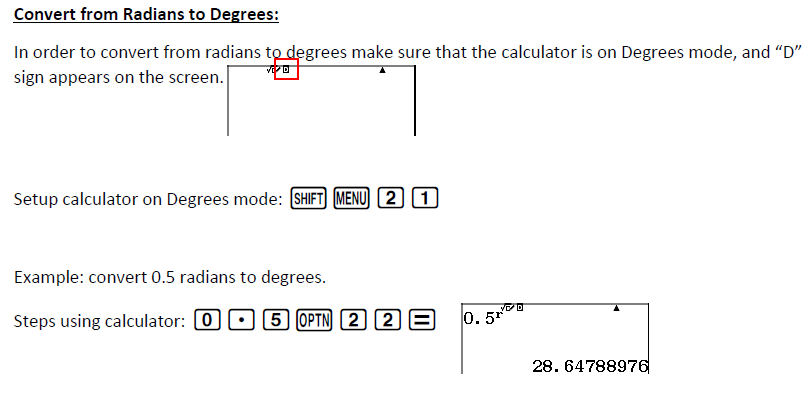 Convert from Radians to Degrees:
In order to convert from radians to degrees make sure that the calculator is on Degrees mode, and “D”
sign appears on the screen.
√ D ▲
Setup calculator on Degrees mode: SHIFT MENU 2 1
Example: convert 0.5 radians to degrees.
Steps using calculator: 0 • 5 OPTN 2 2 =
√ D ▲
0.5r
28.64788976